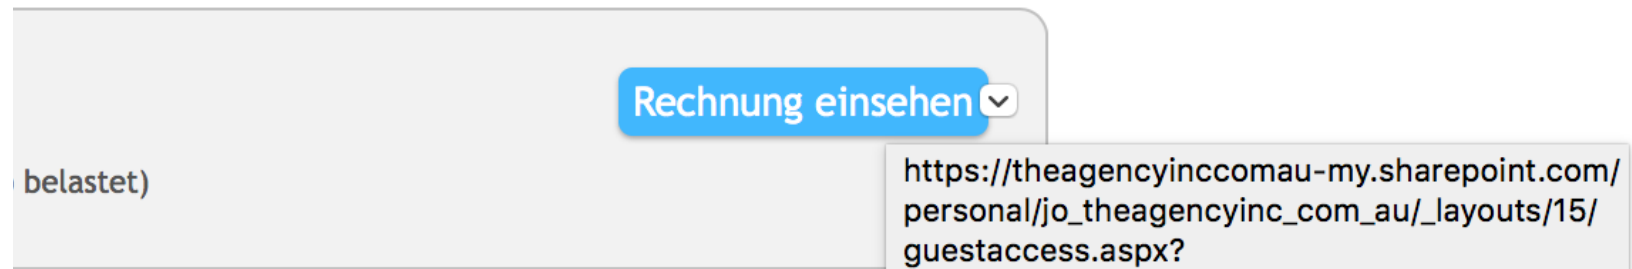 Rechnung einsehen
belastet)
https://theagencyinccomau-my.sharepoint.com/
personal/jo_theagencyinc_com_au/_layouts/15/
guestaccess.aspx?